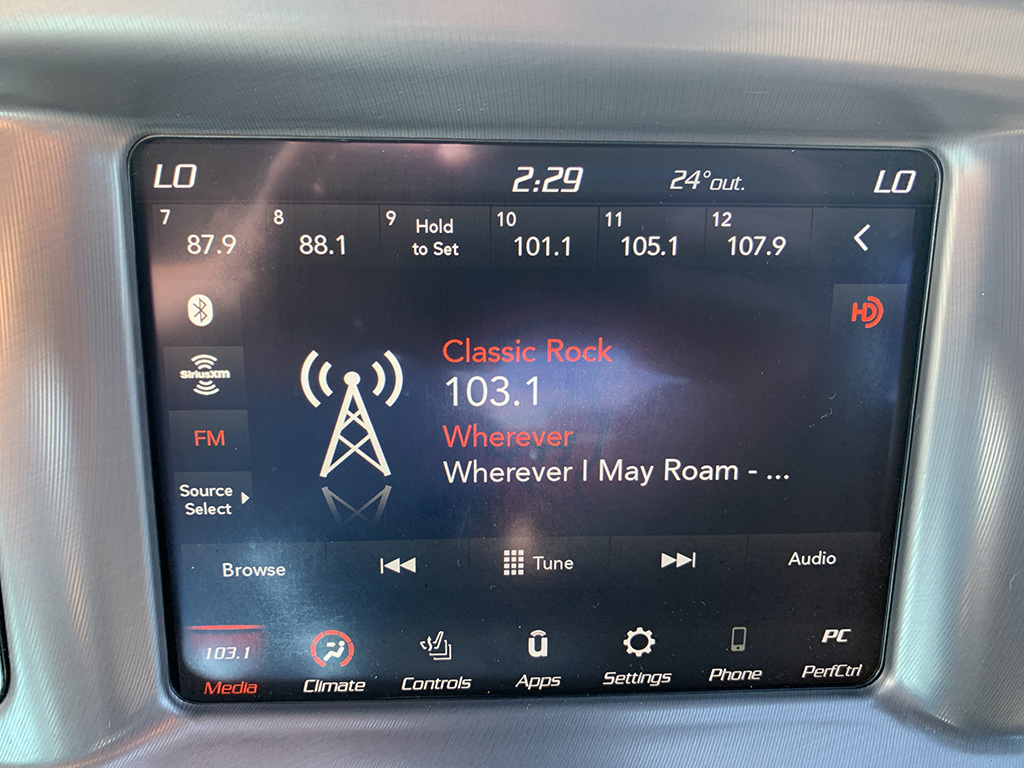 LO 2:29 24°out. LO
7 8 9 Hold 10 11 12
87.9 88.1 to Set 101.1 105.1 107.9
HD
SiriusXM
Classic Rock
103.1
FM Wherever
Wherever I May Roam - ...
Source
Select
Browse Tune Audio
103.1 PC
Media Climate Controls Apps Settings Phone PerfCtrl